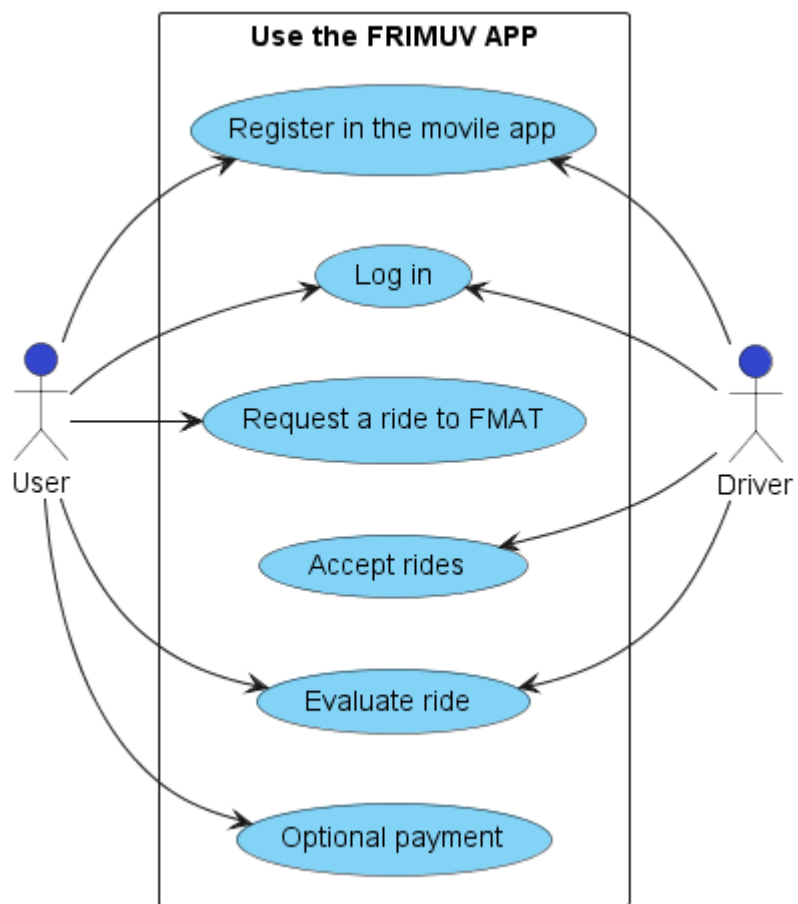 Use the FRIMUV APP
Register in the movile app
Log in
Request a ride to FMAT
User
Driver
Accept rides
Evaluate ride
Optional payment